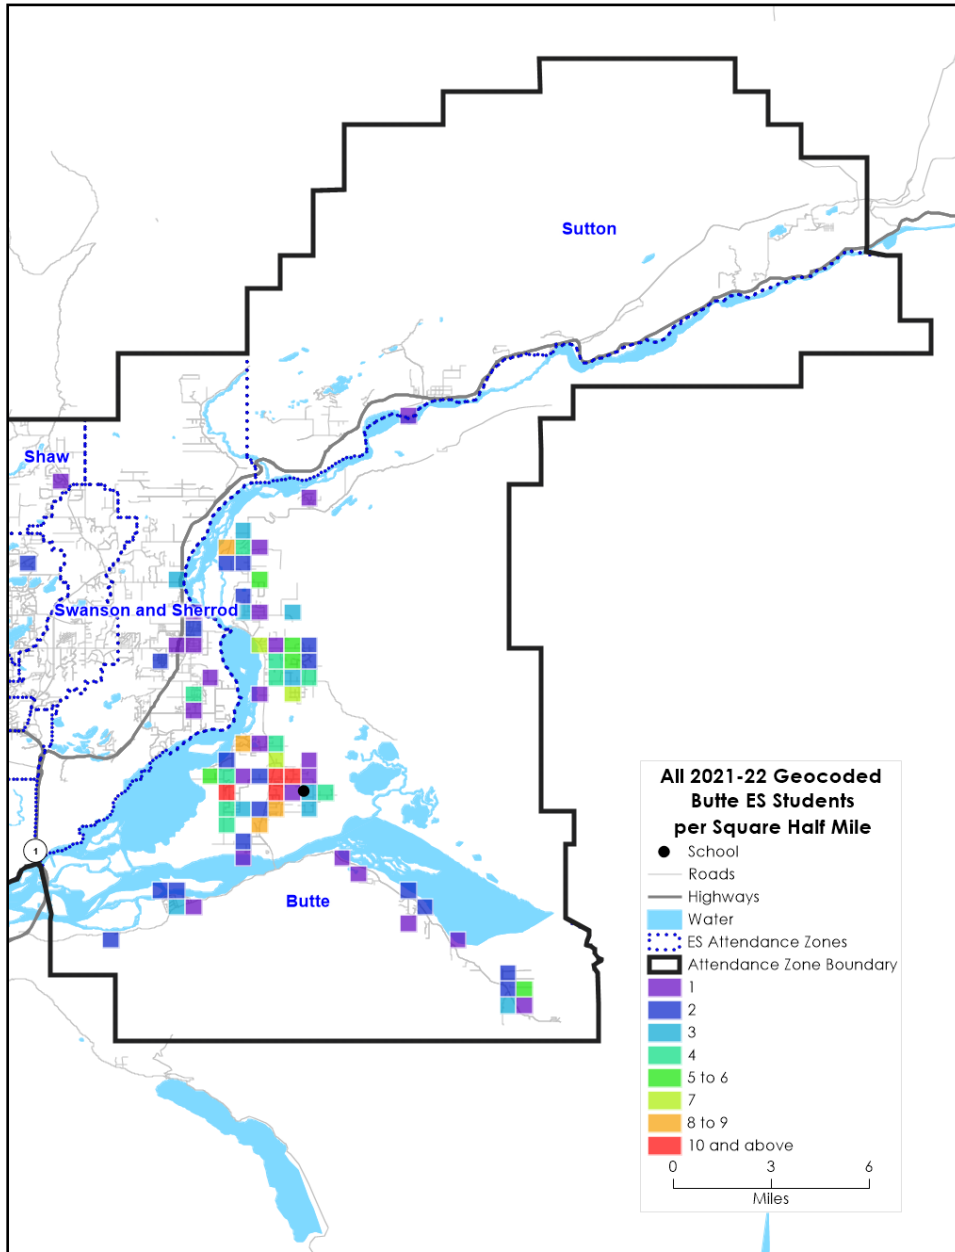 Sutton
Shaw
Swanson and Sherrod
Butte
1
All 2021-22 Geocoded
Butte ES Students
per Square Half Mile
School
Roads
Highways
Water
ES Attendance Zones
Attendance Zone Boundary
1
2
3
4
5 to 6
7
8 to 9
10 and above
0 3 6
Miles